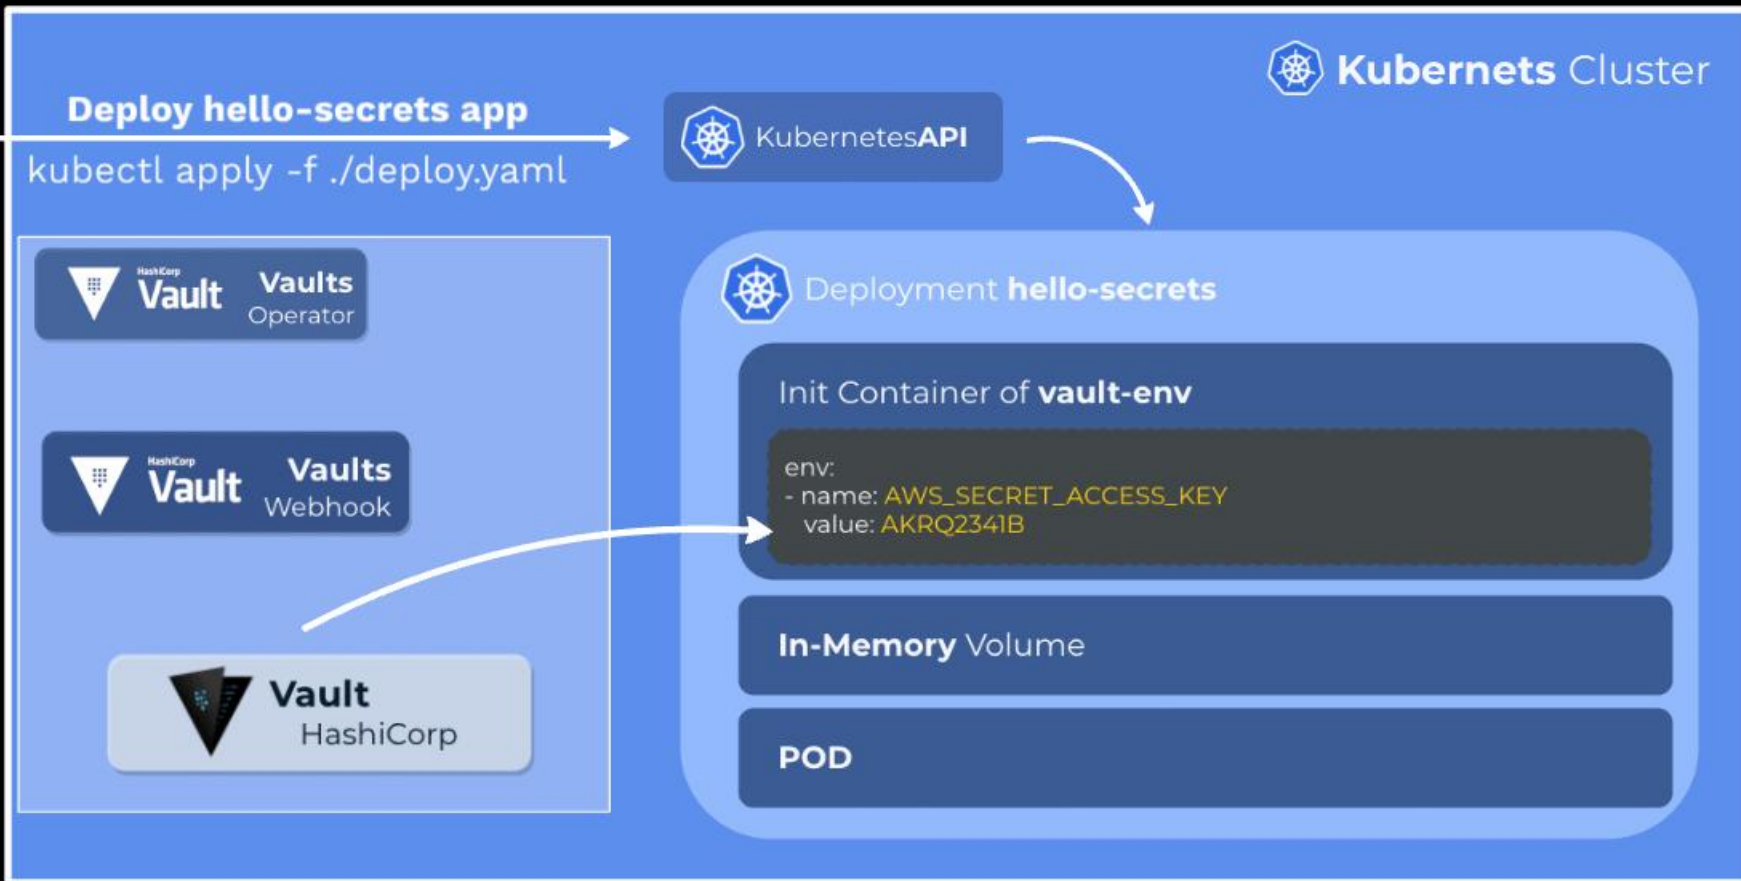 Kubernets Cluster
Deploy hello-secrets app
kubectl apply -f ./deploy.yaml
KubernetesAPI
HashiCorp
Vault
Vaults
Operator
HashiCorp
Vault
Vaults
Webhook
Vault
HashiCorp
Deployment hello-secrets
Init Container of vault-env
env:
- name: AWS_SECRET_ACCESS_KEY
value: AKRQ2341B
In-Memory Volume
POD